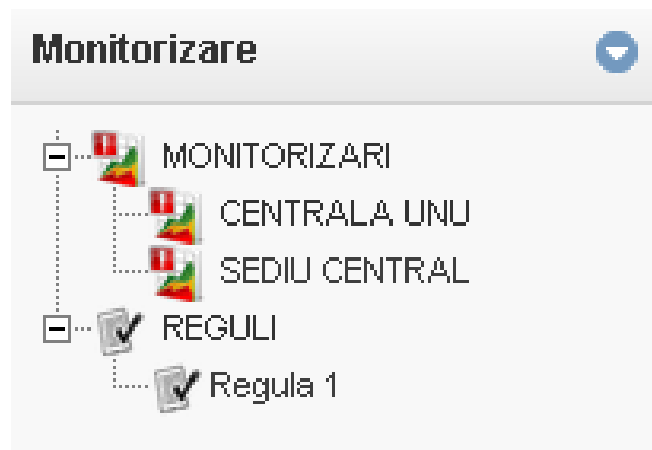 Monitorizare
MONITORIZARI
CENTRALA UNU
SEDIU CENTRAL
REGULI
Regula 1